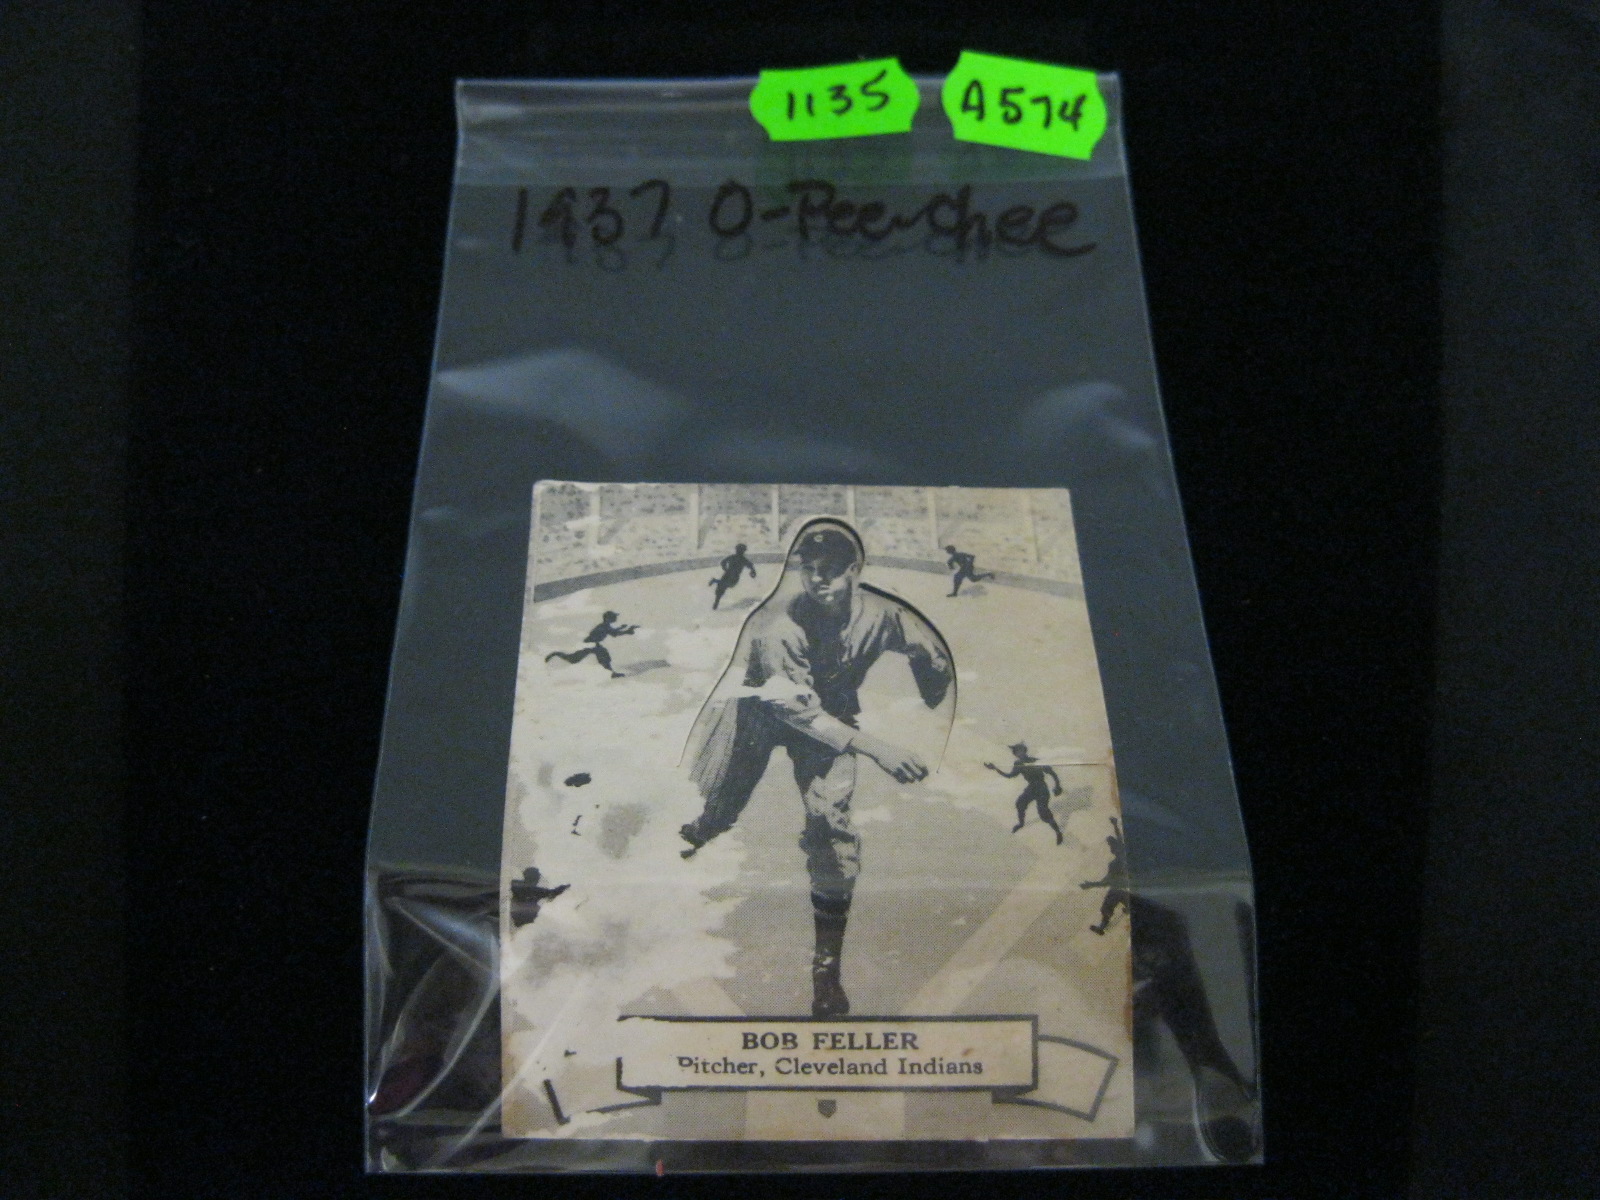 1135
A574
1937 O-Pee-Chee
C
BOB FELLER
Pitcher, Cleveland Indians